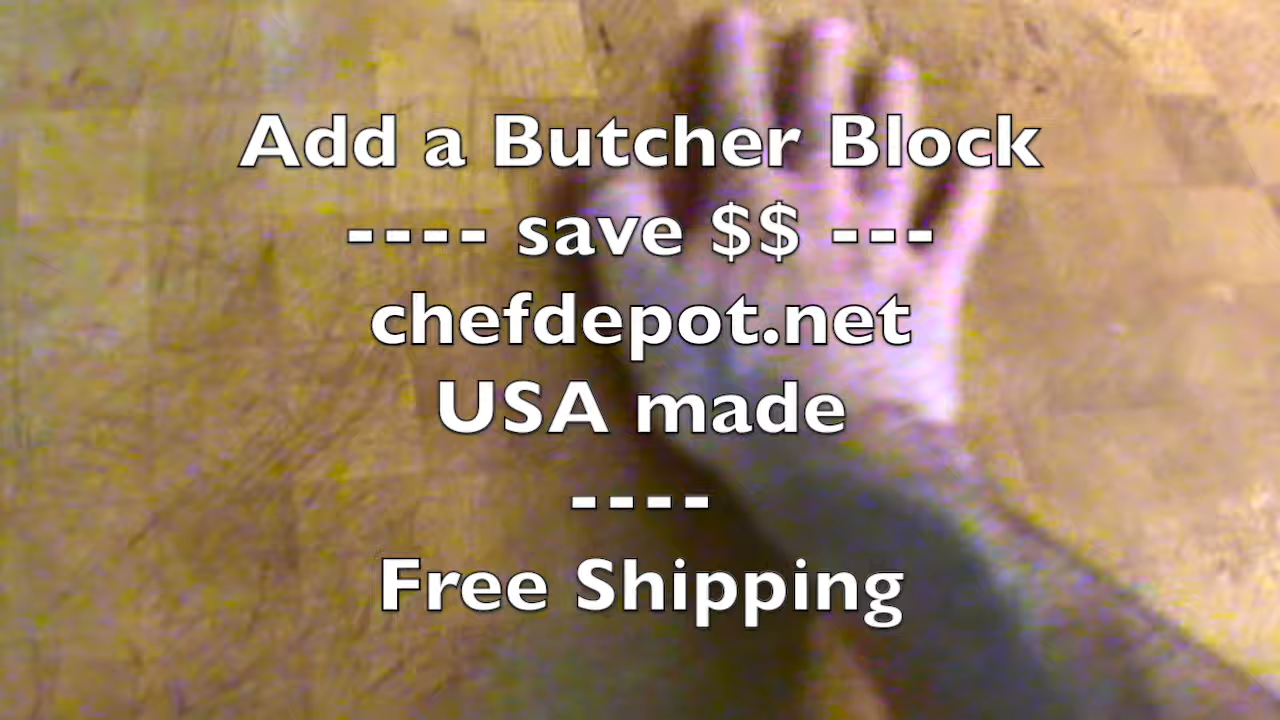 Add a Butcher Block
---- save $$ ---
chefdepot.net
USA made
----
Free Shipping